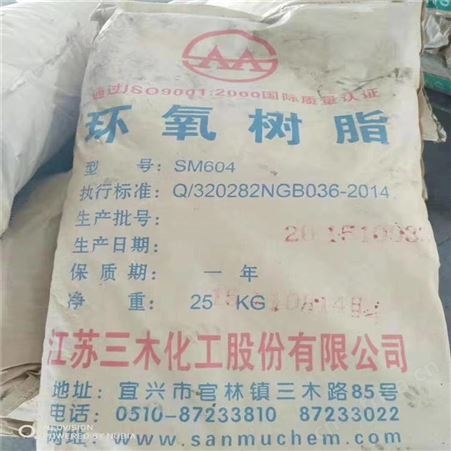 通过ISO9001:2000国际质量认证
环氧树脂
型 号: SM604
执行标准: Q/320282NGB036-2014
生产批号:
生产日期:
保质期: 一年
净 重: 25 KG
江苏三木化工股份有限公司
地址: 宜兴市官林镇三木路85号
电话: 0510-87233810 87233022
网址: www.sanmuchem.com